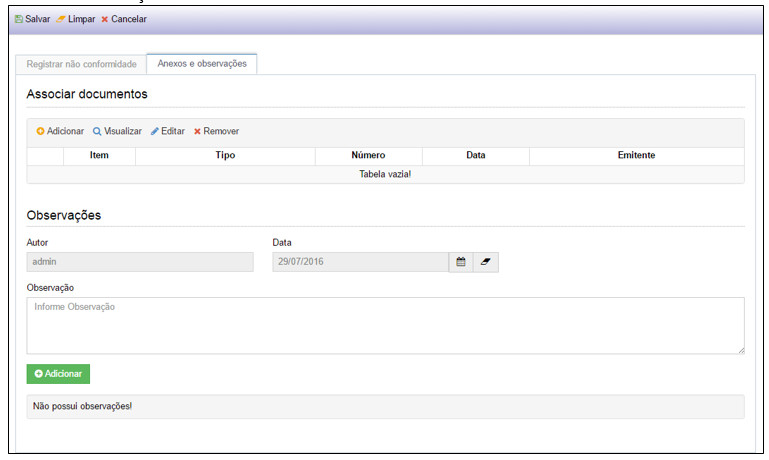 Salvar Limpar Cancelar
Registrar não conformidade Anexos e observações
Associar documentos
Adicionar Visualizar Editar Remover
Item Tipo Número Data Emitente
Tabela vazia!
Observações
Autor Data
admin 29/07/2016
Observação
Informe Observação
Adicionar
Não possui observações!